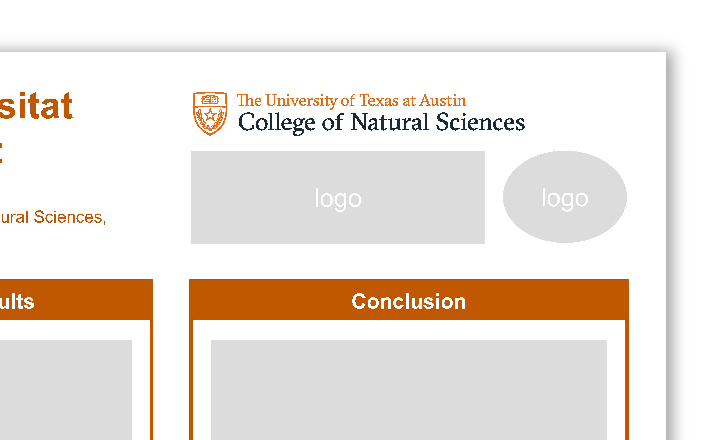 sitat
:
ural Sciences,
The University of Texas at Austin
College of Natural Sciences
logo
logo
ults
Conclusion